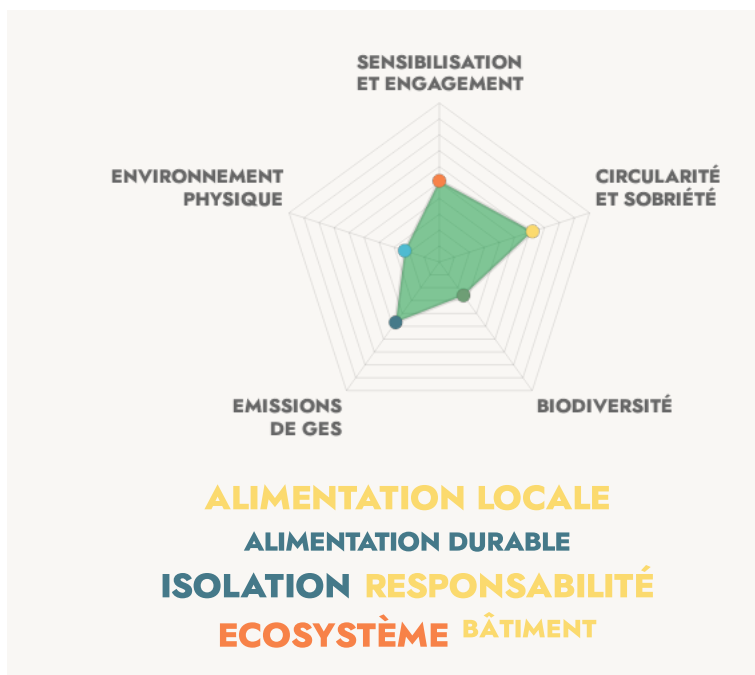 SENSIBILISATION
ET ENGAGEMENT
ENVIRONNEMENT
PHYSIQUE
CIRCULARITÉ
ET SOBRIÉTÉ
EMISSIONS
DE GES
BIODIVERSITÉ
ALIMENTATION LOCALE
ALIMENTATION DURABLE
ISOLATION RESPONSABILITÉ
ECOSYSTÈME BÂTIMENT